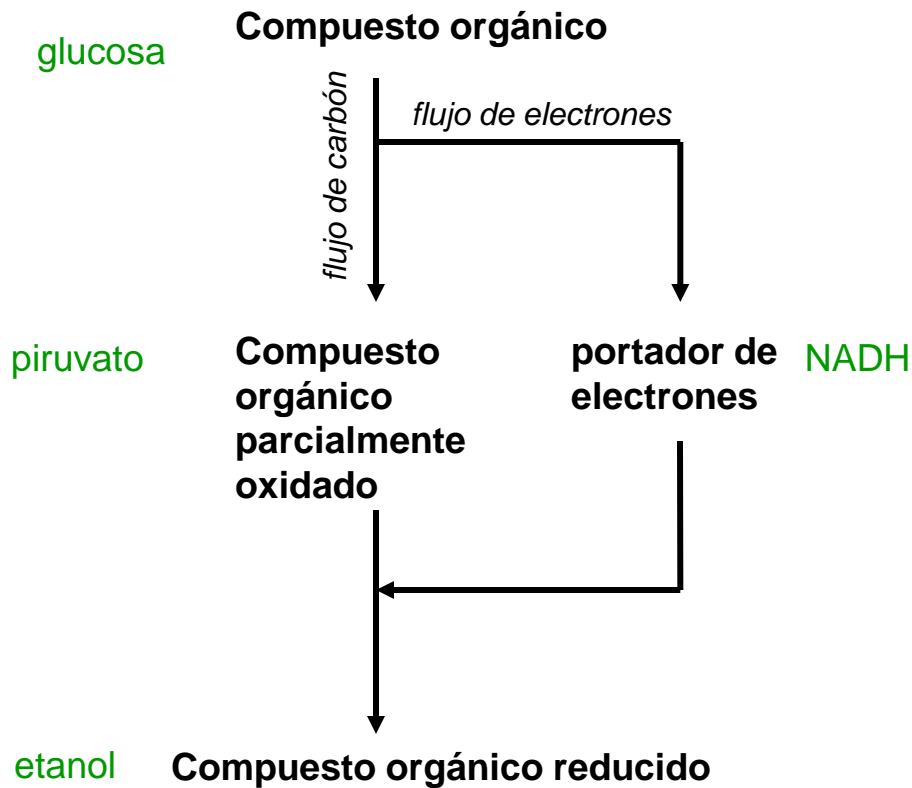 glucosa
Compuesto orgánico
flujo de carbón
flujo de electrones
piruvato
Compuesto
orgánico
parcialmente
oxidado
portador de
electrones
NADH
etanol
Compuesto orgánico reducido